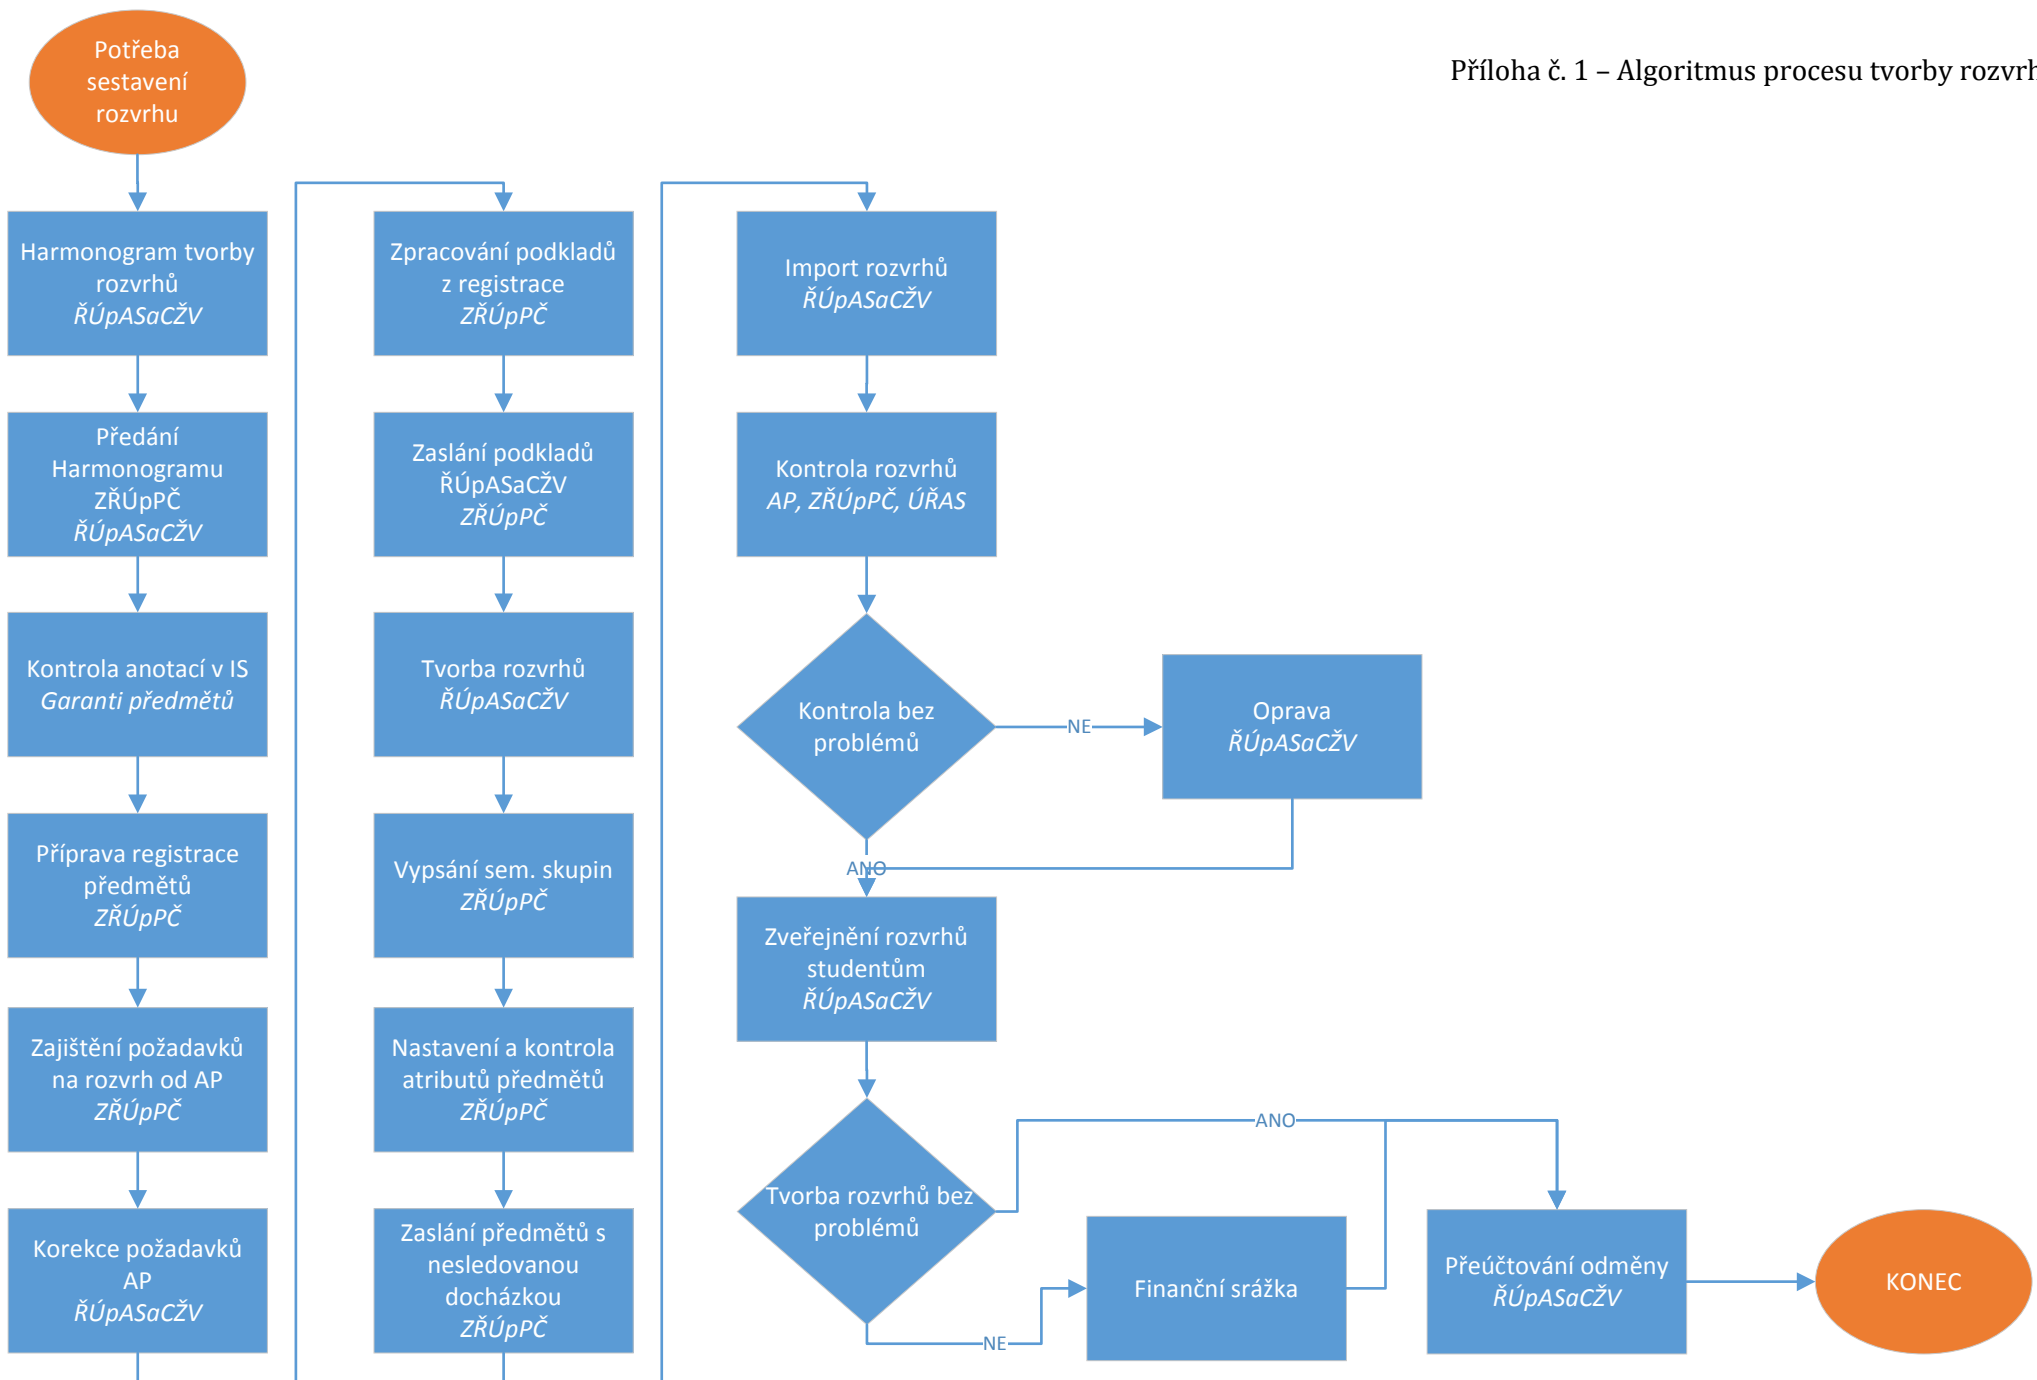 Příloha č. 1 – Algoritmus procesu tvorby
Potřeba
sestavení
rozvrhu
Harmonogram tvorby
rozvrhů
ŘÚpASaCŽV
Předání
Harmonogramu
ZŘÚpPČ
ŘÚpASaCŽV
Kontrola anotací v IS
Garanti předmětů
Příprava registrace
předmětů
ZŘÚpPČ
Zajištění požadavků
na rozvrh od AP
ZŘÚpPČ
Korekce požadavků
AP
ŘÚpASaCŽV
Zpracování podkladů
z registrace
ZŘÚpPČ
Zaslání podkladů
ŘÚpASaCŽV
ZŘÚpPČ
Tvorba rozvrhů
ŘÚpASaCŽV
Vypsání sem. skupin
ZŘÚpPČ
Nastavení a kontrola
atributů předmětů
ZŘÚpPČ
Zaslání předmětů s
nesledovanou
docházkou
ZŘÚpPČ
Import rozvrhů
ŘÚpASaCŽV
Kontrola rozvrhů
AP, ZŘÚpPČ, ÚŘAS
Kontrola bez
problémů
NE
Oprava
ŘÚpASaCŽV
ANO
Zveřejnění rozvrhů
studentům
ŘÚpASaCŽV
Tvorba rozvrhů bez
problémů
ANO
NE
Finanční srážka
Přeúčtování odměny
ŘÚpASaCŽV
KONEC